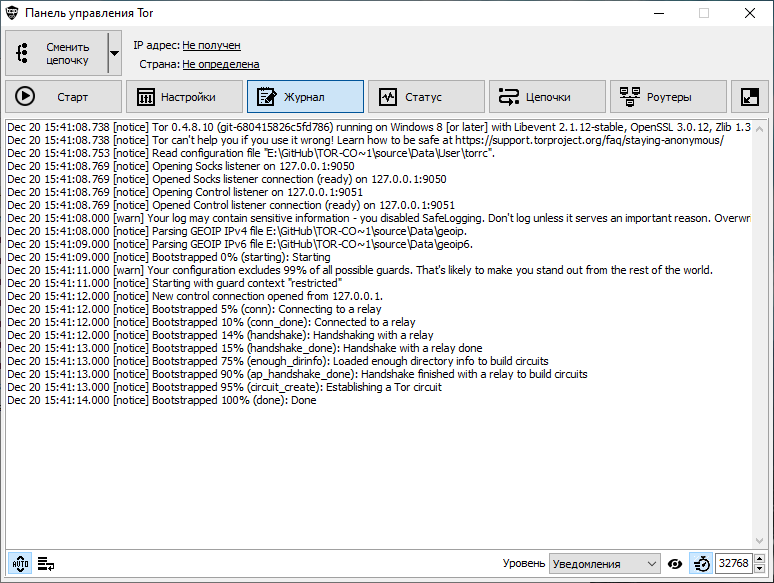 Панель управления Tor
Сменить
цепочку
IP адрес: Не получен
Страна: Не определена
Старт
Настройки
Журнал
Статус
Цепочки
Роутеры
Dec 20 15:41:08.738 [notice] Tor 0.4.8.10 (git-680415826c5fd786) running on Windows 8 [or later] with Libevent 2.1.12-stable, OpenSSL 3.0.12, Zlib 1.3
Dec 20 15:41:08.738 [notice] Tor can't help you if you use it wrong! Learn how to be safe at https://support.torproject.org/faq/staying-anonymous/
Dec 20 15:41:08.753 [notice] Read configuration file "E:\GitHub\TOR-CO~1\source\Data\User\torrc".
Dec 20 15:41:08.769 [notice] Opening Socks listener on 127.0.0.1:9050
Dec 20 15:41:08.769 [notice] Opened Socks listener connection (ready) on 127.0.0.1:9050
Dec 20 15:41:08.769 [notice] Opening Control listener on 127.0.0.1:9051
Dec 20 15:41:08.769 [notice] Opened Control listener connection (ready) on 127.0.0.1:9051
Dec 20 15:41:08.000 [warn] Your log may contain sensitive information - you disabled SafeLogging. Don't log unless it serves an important reason. Overwr
Dec 20 15:41:08.000 [notice] Parsing GEOIP IPv4 file E:\GitHub\TOR-CO~1\source\Data\geoip.
Dec 20 15:41:09.000 [notice] Parsing GEOIP IPv6 file E:\GitHub\TOR-CO~1\source\Data\geoip6.
Dec 20 15:41:09.000 [notice] Bootstrapped 0% (starting): Starting
Dec 20 15:41:11.000 [warn] Your configuration excludes 99% of all possible guards. That's likely to make you stand out from the rest of the world.
Dec 20 15:41:11.000 [notice] Starting with guard context "restricted"
Dec 20 15:41:12.000 [notice] New control connection opened from 127.0.0.1.
Dec 20 15:41:12.000 [notice] Bootstrapped 5% (conn): Connecting to a relay
Dec 20 15:41:12.000 [notice] Bootstrapped 10% (conn_done): Connected to a relay
Dec 20 15:41:12.000 [notice] Bootstrapped 14% (handshake): Handshaking with a relay
Dec 20 15:41:13.000 [notice] Bootstrapped 15% (handshake_done): Handshake with a relay done
Dec 20 15:41:13.000 [notice] Bootstrapped 75% (enough_dirinfo): Loaded enough directory info to build circuits
Dec 20 15:41:13.000 [notice] Bootstrapped 90% (ap_handshake_done): Handshake finished with a relay to build circuits
Dec 20 15:41:13.000 [notice] Bootstrapped 95% (circuit_create): Establishing a Tor circuit
Dec 20 15:41:14.000 [notice] Bootstrapped 100% (done): Done
AUTO
Уровень
Уведомления
32768